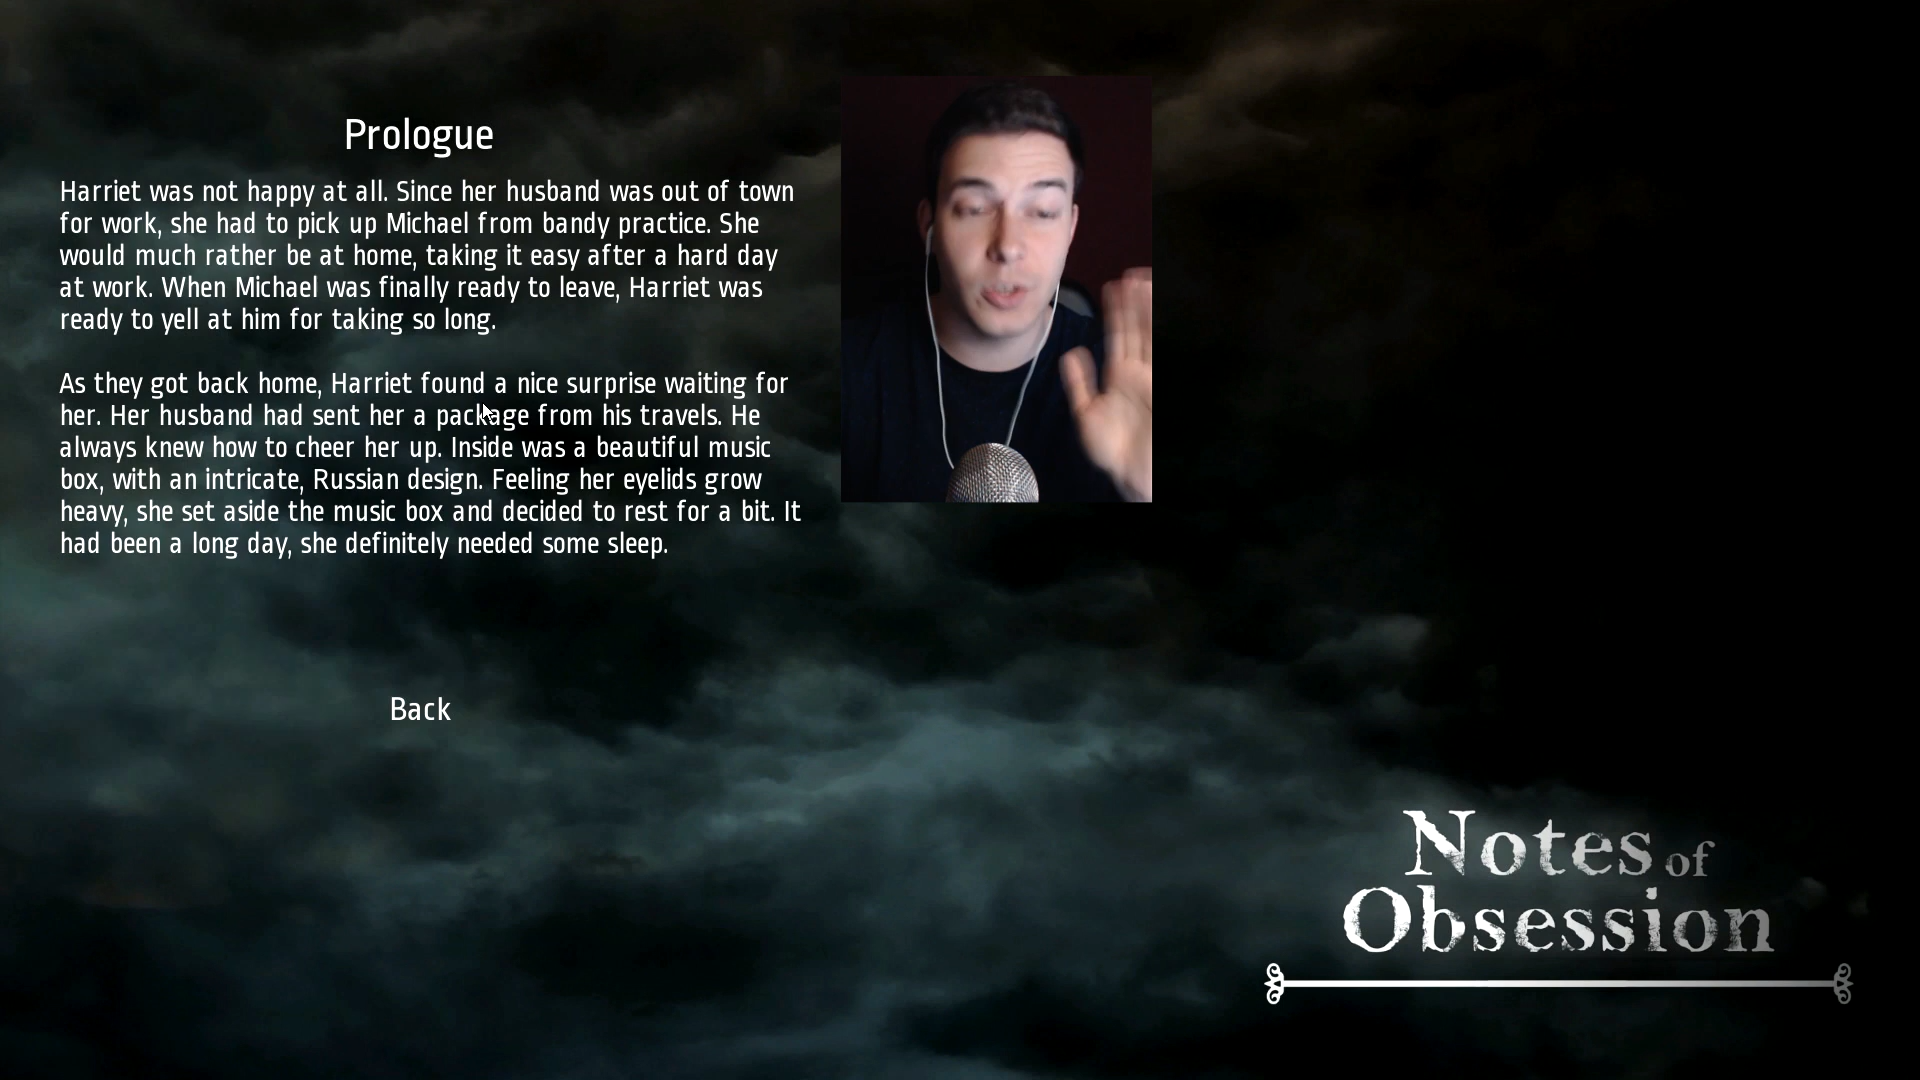 Prologue
Harriet was not happy at all. Since her husband was out of town
for work, she had to pick up Michael from bandy practice. She
would much rather be at home, taking it easy after a hard day
at work. When Michael was finally ready to leave, Harriet was
ready to yell at him for taking so long.
As they got back home, Harriet found a nice surprise waiting for
her. Her husband had sent her a package from his travels. He
always knew how to cheer her up. Inside was a beautiful music
box, with an intricate, Russian design. Feeling her eyelids grow
heavy, she set aside the music box and decided to rest for a bit. It
had been a long day, she definitely needed some sleep.
Back
Notes of
Obsession